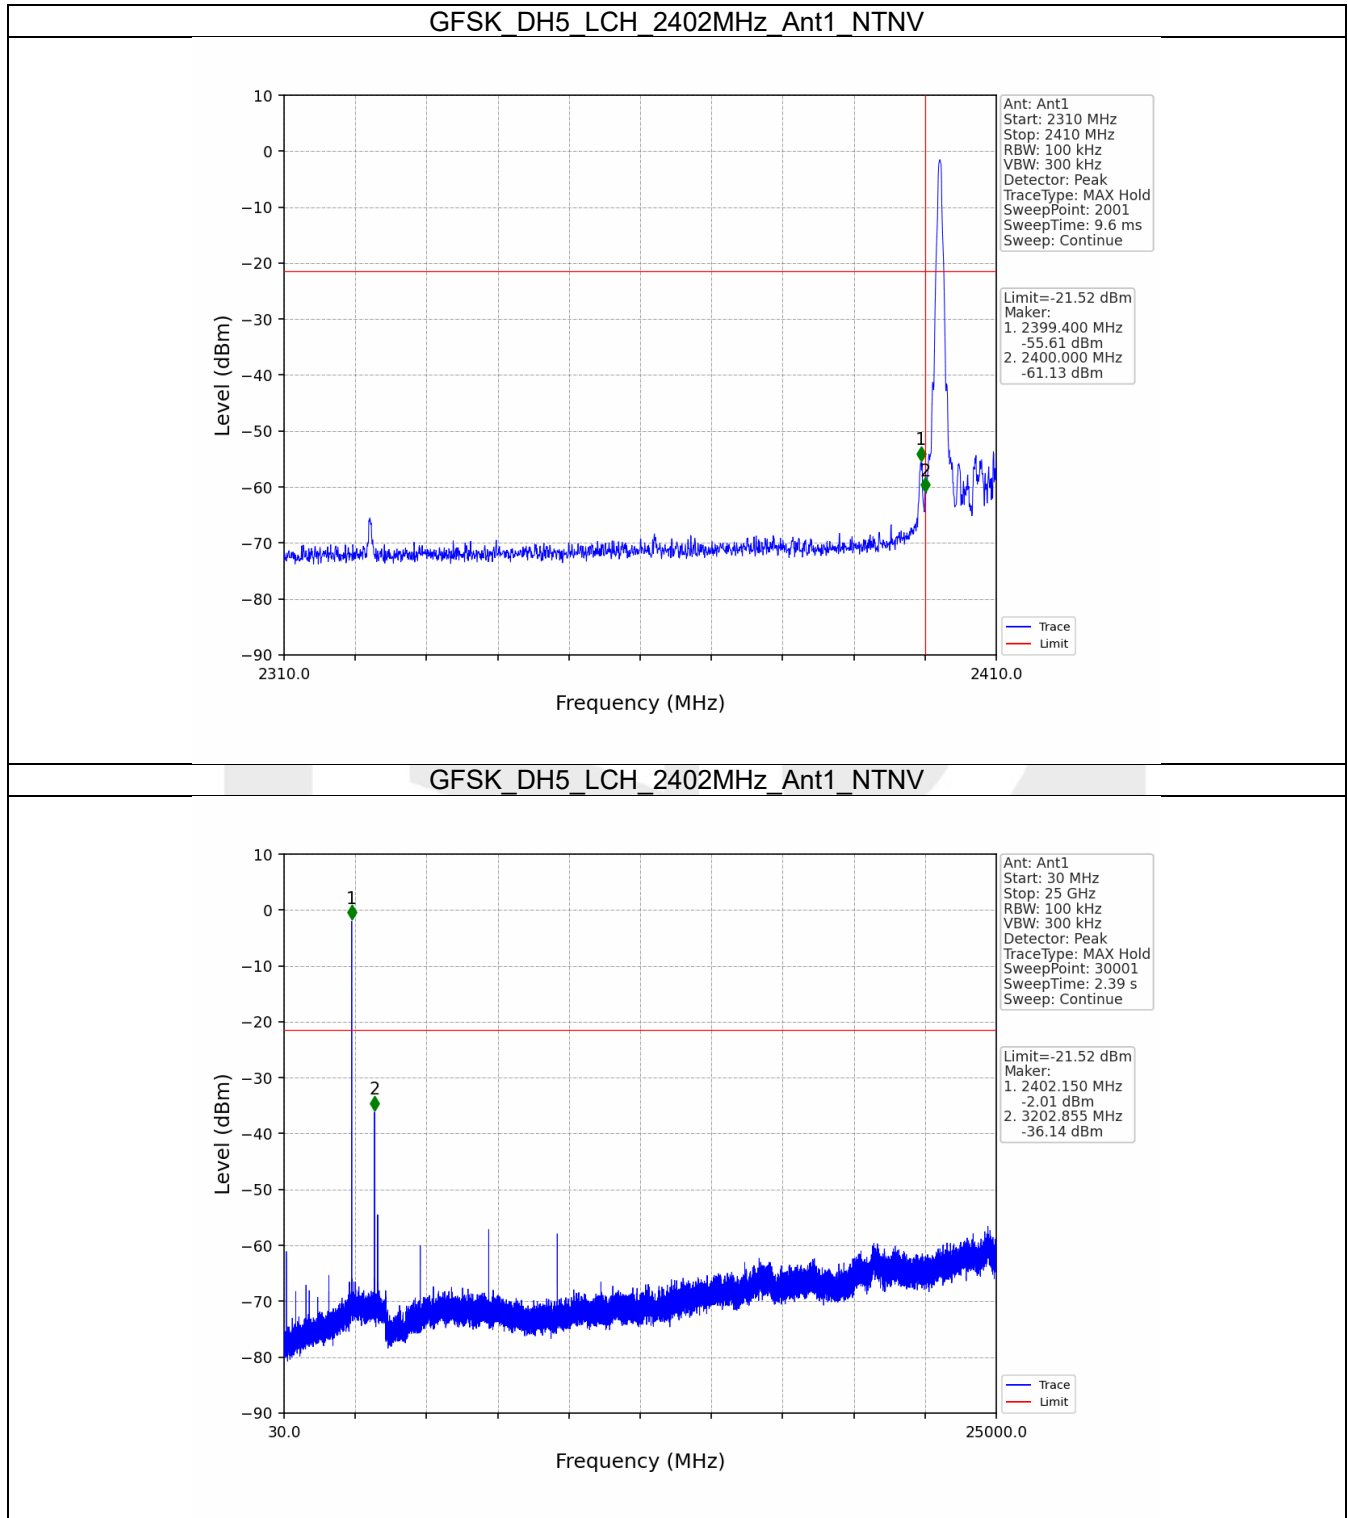 GFSK_DH5_LCH_2402MHz_Ant1_NTNV
10
0
−10
−20
−30
−40
−50
−60
−70
−80
−90
Level (dBm)
2310.0
2410.0
Frequency (MHz)
1
2
Ant: Ant1
Start: 2310 MHz
Stop: 2410 MHz
RBW: 100 kHz
VBW: 300 kHz
Detector: Peak
TraceType: MAX Hold
SweepPoint: 2001
SweepTime: 9.6 ms
Sweep: Continue
Limit=-21.52 dBm
Maker:
1. 2399.400 MHz
-55.61 dBm
2. 2400.000 MHz
-61.13 dBm
Trace
Limit
GFSK_DH5_LCH_2402MHz_Ant1_NTNV
10
0
−10
−20
−30
−40
−50
−60
−70
−80
−90
Level (dBm)
30.0
25000.0
Frequency (MHz)
1
2
Ant: Ant1
Start: 30 MHz
Stop: 25 GHz
RBW: 100 kHz
VBW: 300 kHz
Detector: Peak
TraceType: MAX Hold
SweepPoint: 30001
SweepTime: 2.39 s
Sweep: Continue
Limit=-21.52 dBm
Maker:
1. 2402.150 MHz
-2.01 dBm
2. 3202.855 MHz
-36.14 dBm
Trace
Limit